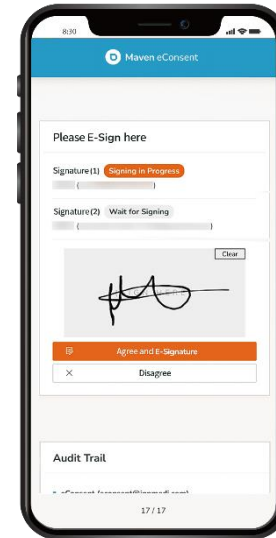 8:30
Maven eConsent
Please E-Sign here
Signature (1) Signing in Progress
Signature (2) Wait for Signing
Clear
Agree and E-Signature
Disagree
Audit Trail
17 / 17